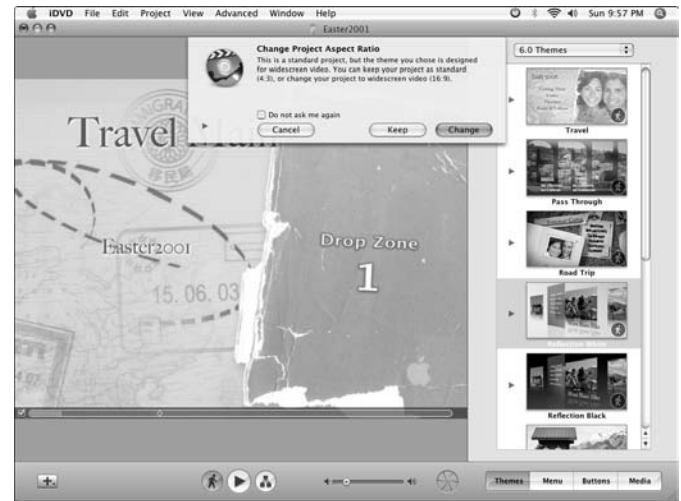 iDVD File Edit Project View Advanced Window Help Sun 9:57 PM
Easter2001
Change Project Aspect Ratio
This is a standard project, but the theme you chose is designed
for widescreen video. You can keep your project as standard
(4:3), or change your project to widescreen video (16:9).
Do not ask me again
Cancel Keep Change
6.0 Themes
Travel
Easter2001
15.06.03
Drop Zone
1
Travel
Pass Through
Road Trip
Reflection White
Reflection Black
Themes Menu Buttons Media